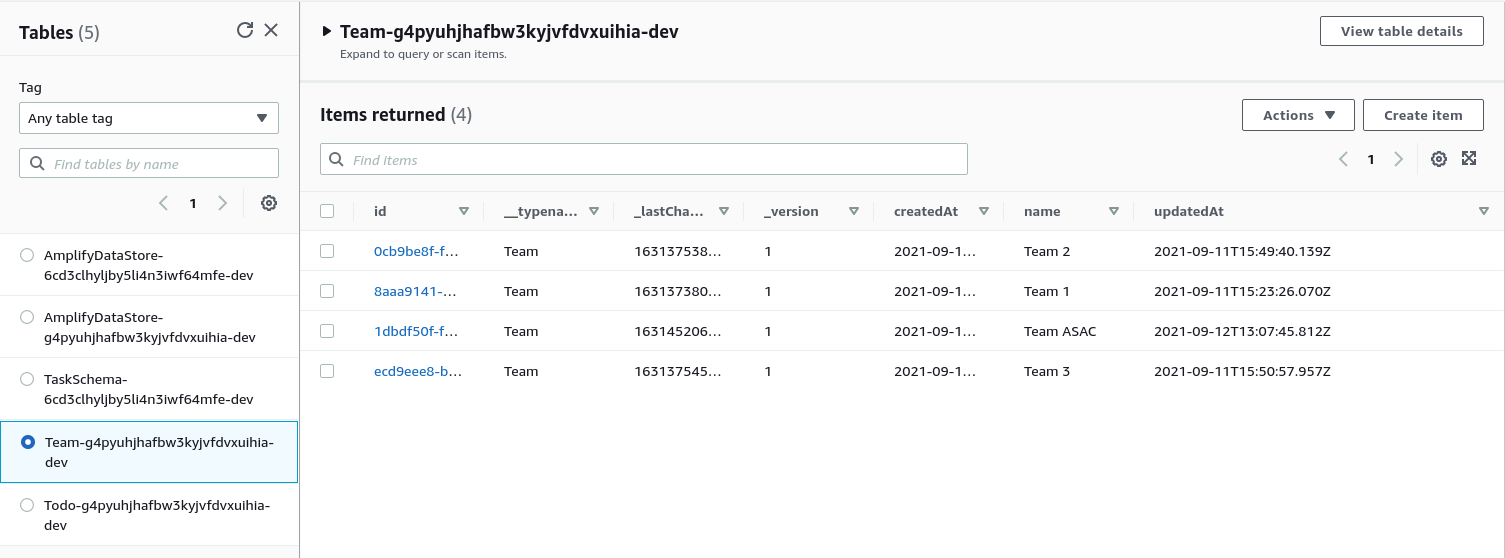 Tables (5)
Tag
Any table tag
Find tables by name
1
AmplifyDataStore-
6cd3clhyljby5li4n3iwf64mfe-dev
AmplifyDataStore-
g4pyuhjhafbw3kyjvfdvxuihia-dev
TaskSchema-
6cd3clhyljby5li4n3iwf64mfe-dev
Team-g4pyuhjhafbw3kyjvfdvxuihia-
dev
Todo-g4pyuhjhafbw3kyjvfdvxuihia-
dev
Team-g4pyuhjhafbw3kyjvfdvxuihia-dev
Expand to query or scan items.
View table details
Items returned (4)
Actions
Create item
Find items
1
id __typena... _lastCha... _version createdAt name updatedAt
0cb9be8f-f... Team 163137538... 1 2021-09-1... Team 2 2021-09-11T15:49:40.139Z
8aaa9141-... Team 163137380... 1 2021-09-1... Team 1 2021-09-11T15:23:26.070Z
1dbdf50f-f... Team 163145206... 1 2021-09-1... Team ASAC 2021-09-12T13:07:45.812Z
ecd9eee8-b... Team 163137545... 1 2021-09-1... Team 3 2021-09-11T15:50:57.957Z